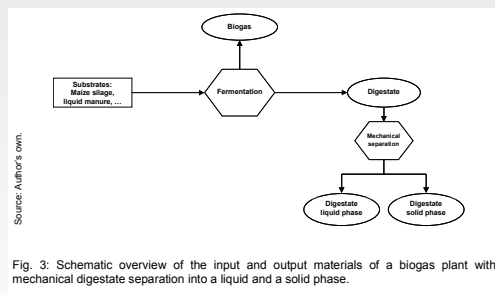 Biogas
Substrates:
Maize silage,
liquid manure, ...
Fermentation
Digestate
Mechanical
separation
Digestate
liquid phase
Digestate
solid phase
Source: Author's own.
Fig. 3: Schematic overview of the input and output materials of a biogas plant with
mechanical digestate separation into a liquid and a solid phase.